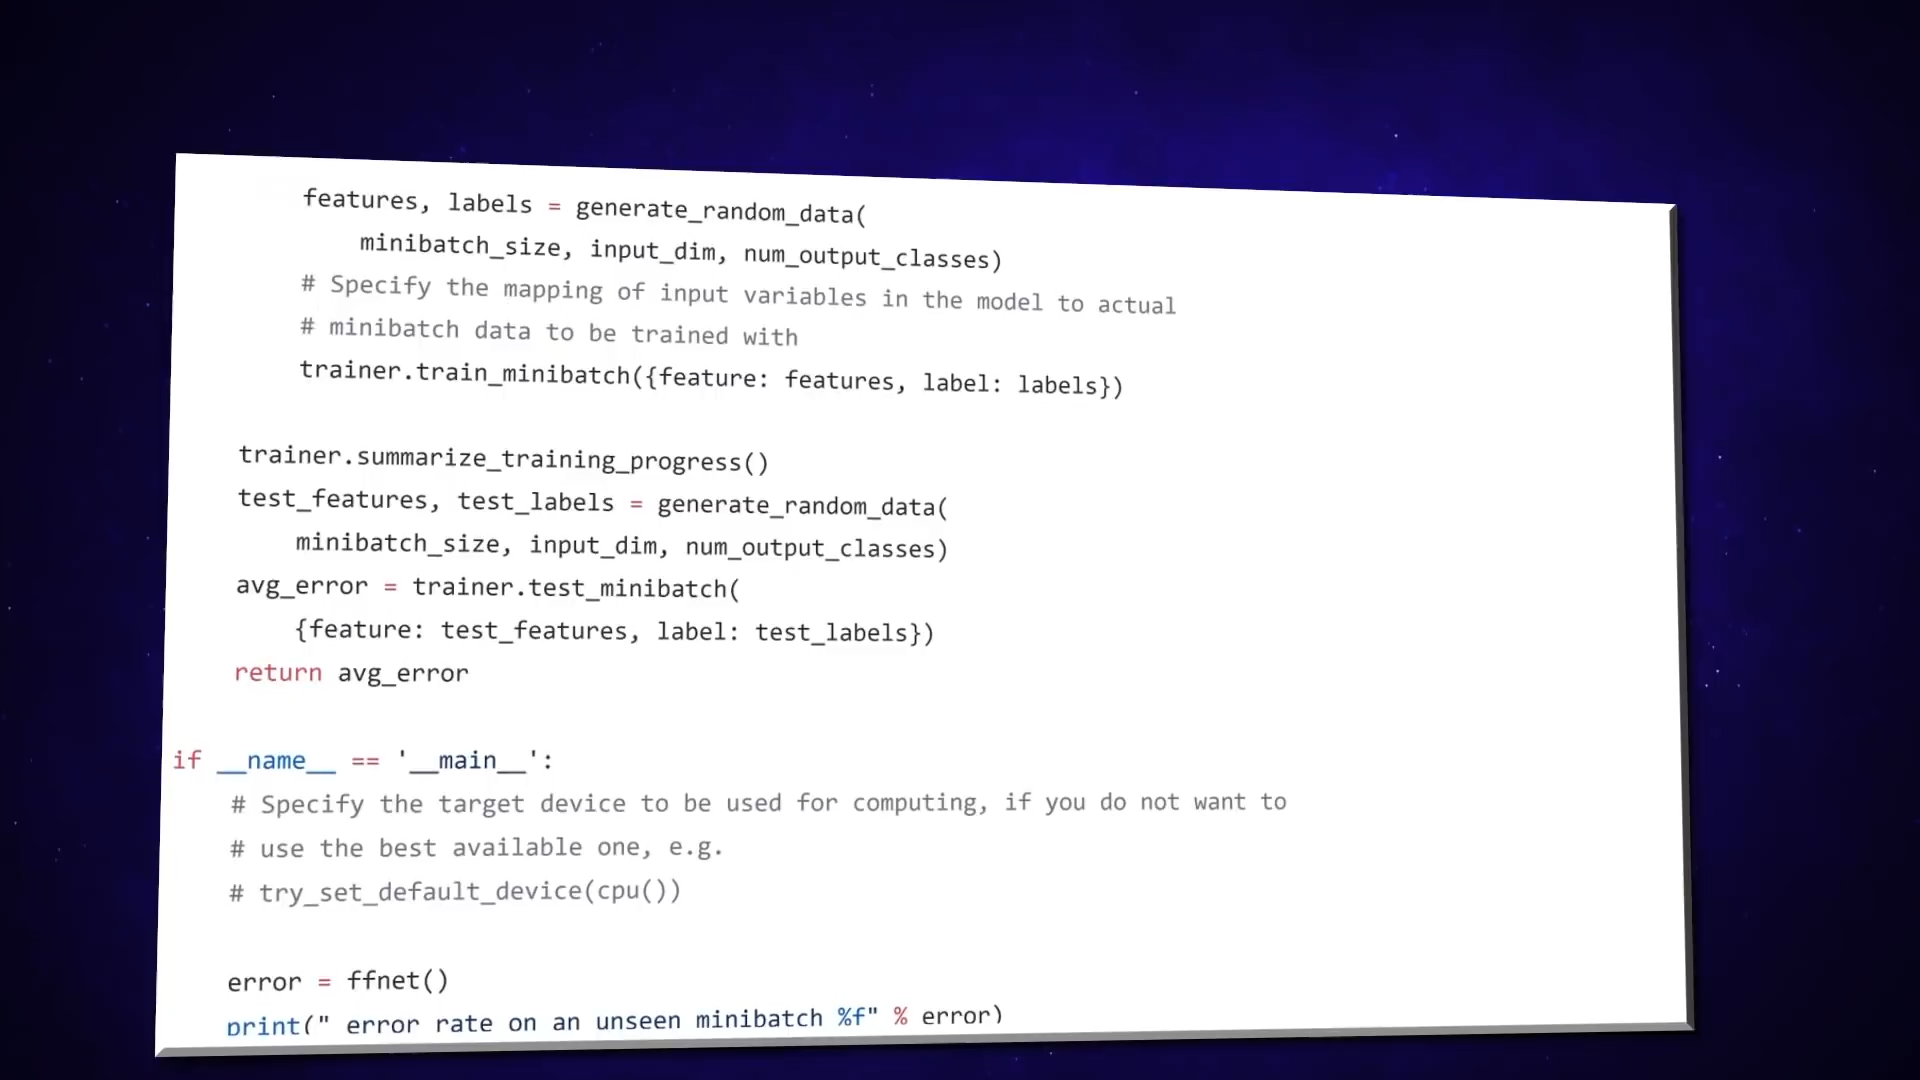 features, labels = generate_random_data(
minibatch_size, input_dim, num_output_classes)
# Specify the mapping of input variables in the model to actual
# minibatch data to be trained with
trainer.train_minibatch({feature: features, label: labels})
trainer.summarize_training_progress()
test_features, test_labels = generate_random_data(
minibatch_size, input_dim, num_output_classes)
avg_error = trainer.test_minibatch(
{feature: test_features, label: test_labels})
return avg_error
if __name__ == '__main__':
# Specify the target device to be used for computing, if you do not want to
# use the best available one, e.g.
# try_set_default_device(cpu())
error = ffnet()
print(" error rate on an unseen minibatch %f" % error)